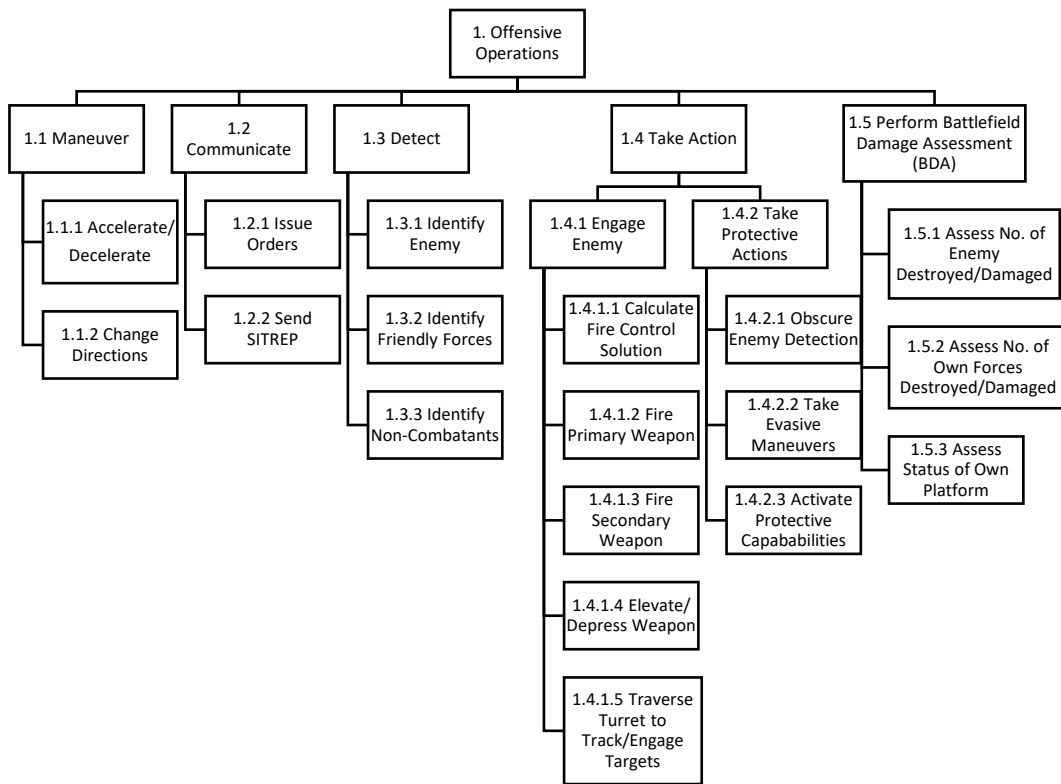 1. Offensive
Operations
1.1 Maneuver
1.2
Communicate
1.3 Detect
1.4 Take Action
1.5 Perform Battlefield
Damage Assessment
(BDA)
1.1.1 Accelerate/
Decelerate
1.1.2 Change
Directions
1.2.1 Issue
Orders
1.2.2 Send
SITREP
1.3.1 Identify
Enemy
1.3.2 Identify
Friendly Forces
1.3.3 Identify
Non-Combatants
1.4.1 Engage
Enemy
1.4.1.1 Calculate
Fire Control
Solution
1.4.1.2 Fire
Primary Weapon
1.4.1.3 Fire
Secondary
Weapon
1.4.1.4 Elevate/
Depress Weapon
1.4.1.5 Traverse
Turret to
Track/Engage
Targets
1.4.2 Take
Protective
Actions
1.4.2.1 Obscure
Enemy Detection
1.4.2.2 Take
Evasive
Maneuvers
1.4.2.3 Activate
Protective
Capababilities
1.5.1 Assess No. of
Enemy
Destroyed/Damaged
1.5.2 Assess No. of
Own Forces
Destroyed/Damaged
1.5.3 Assess
Status of Own
Platform